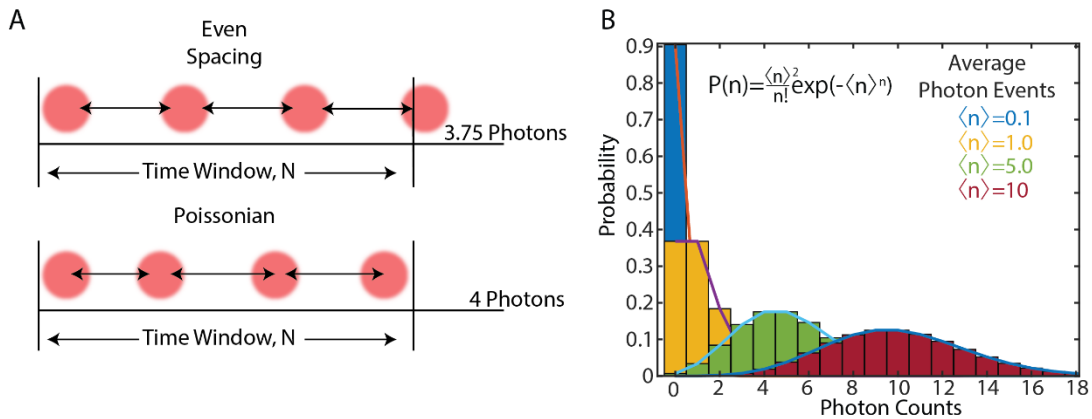 A
Even
Spacing
3.75 Photons
Time Window, N
Poissonian
4 Photons
Time Window, N
B
P(n)=⟨n⟩²/n! exp(-⟨n⟩ⁿ)
Average
Photon Events
⟨n⟩=0.1
⟨n⟩=1.0
⟨n⟩=5.0
⟨n⟩=10
Probability
0.9
0.8
0.7
0.6
0.5
0.4
0.3
0.2
0.1
0
0 2 4 6 8 10 12 14 16 18
Photon Counts